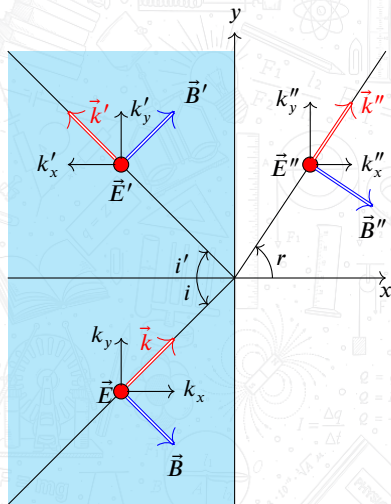 y
k⃗′
k′y
B⃗′
k′x
E⃗′
k″y
k⃗″
k″x
E⃗″
B⃗″
i′
r
i
x
ky
k⃗
E⃗
kx
B⃗